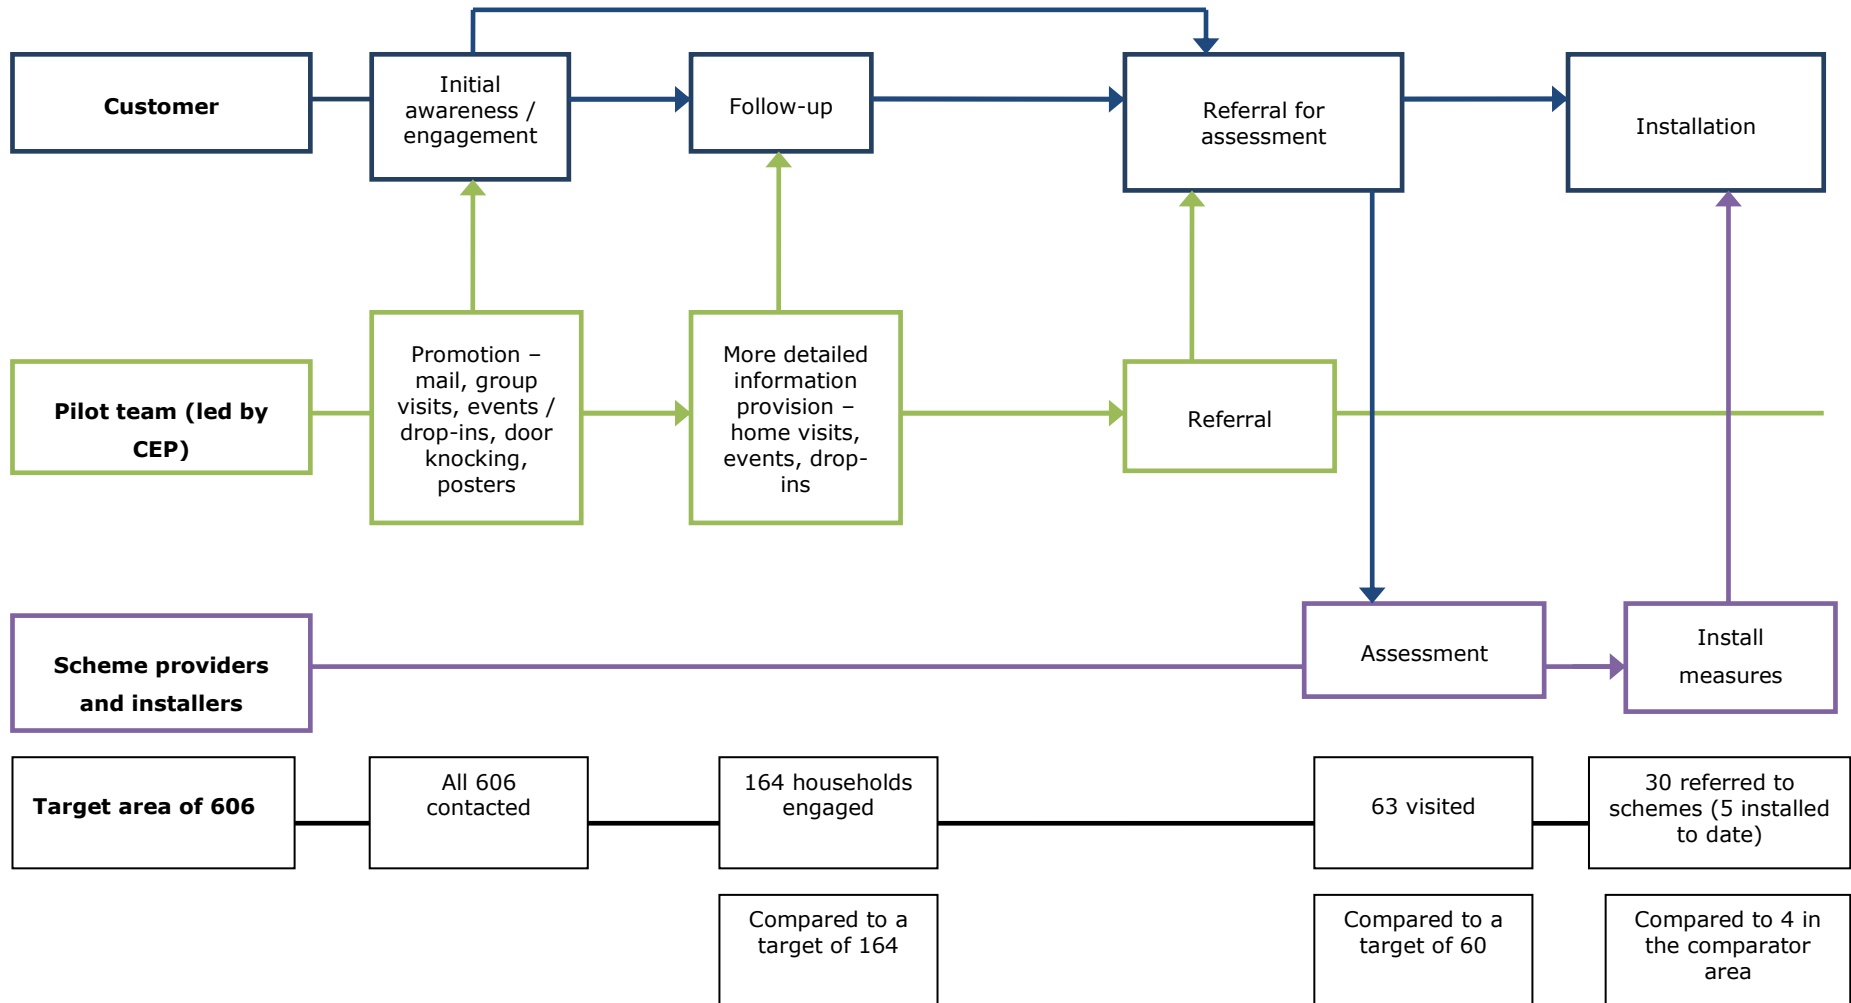 Customer
Initial
awareness /
engagement
Follow-up
Referral for
assessment
Installation
Pilot team (led by
CEP)
Promotion –
mail, group
visits, events /
drop-ins, door
knocking,
posters
More detailed
information
provision –
home visits,
events, drop-
ins
Referral
Scheme providers
and installers
Assessment
Install
measures
Target area of 606
All 606
contacted
164 households
engaged
63 visited
30 referred to
schemes (5 installed
to date)
Compared to a
target of 164
Compared to a
target of 60
Compared to 4 in
the comparator
area